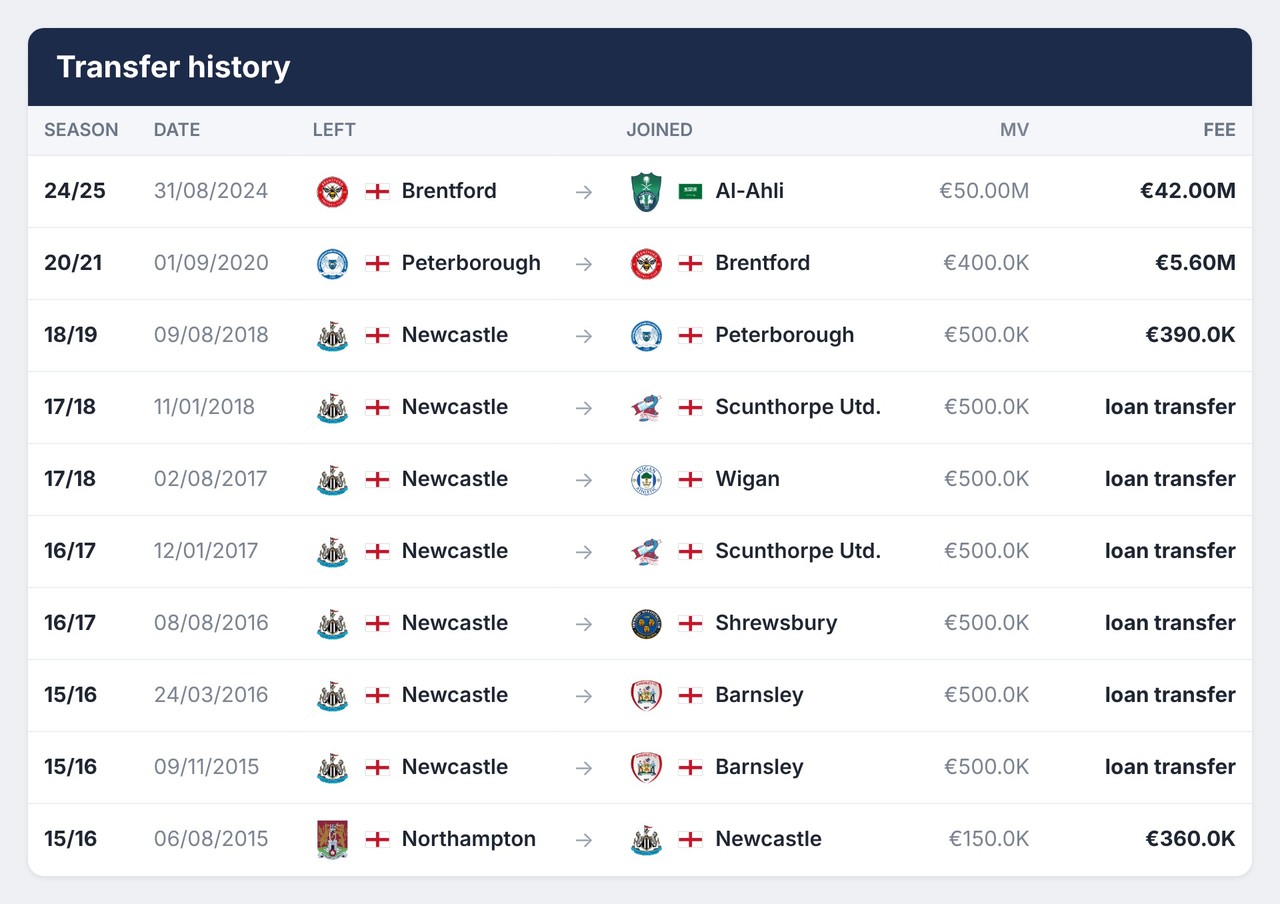 Transfer history
SEASON DATE LEFT JOINED MV FEE
24/25 31/08/2024 Brentford → Al-Ahli €50.00M €42.00M
20/21 01/09/2020 Peterborough → Brentford €400.0K €5.60M
18/19 09/08/2018 Newcastle → Peterborough €500.0K €390.0K
17/18 11/01/2018 Newcastle → Scunthorpe Utd. €500.0K loan transfer
17/18 02/08/2017 Newcastle → Wigan €500.0K loan transfer
16/17 12/01/2017 Newcastle → Scunthorpe Utd. €500.0K loan transfer
16/17 08/08/2016 Newcastle → Shrewsbury €500.0K loan transfer
15/16 24/03/2016 Newcastle → Barnsley €500.0K loan transfer
15/16 09/11/2015 Newcastle → Barnsley €500.0K loan transfer
15/16 06/08/2015 Northampton → Newcastle €150.0K €360.0K